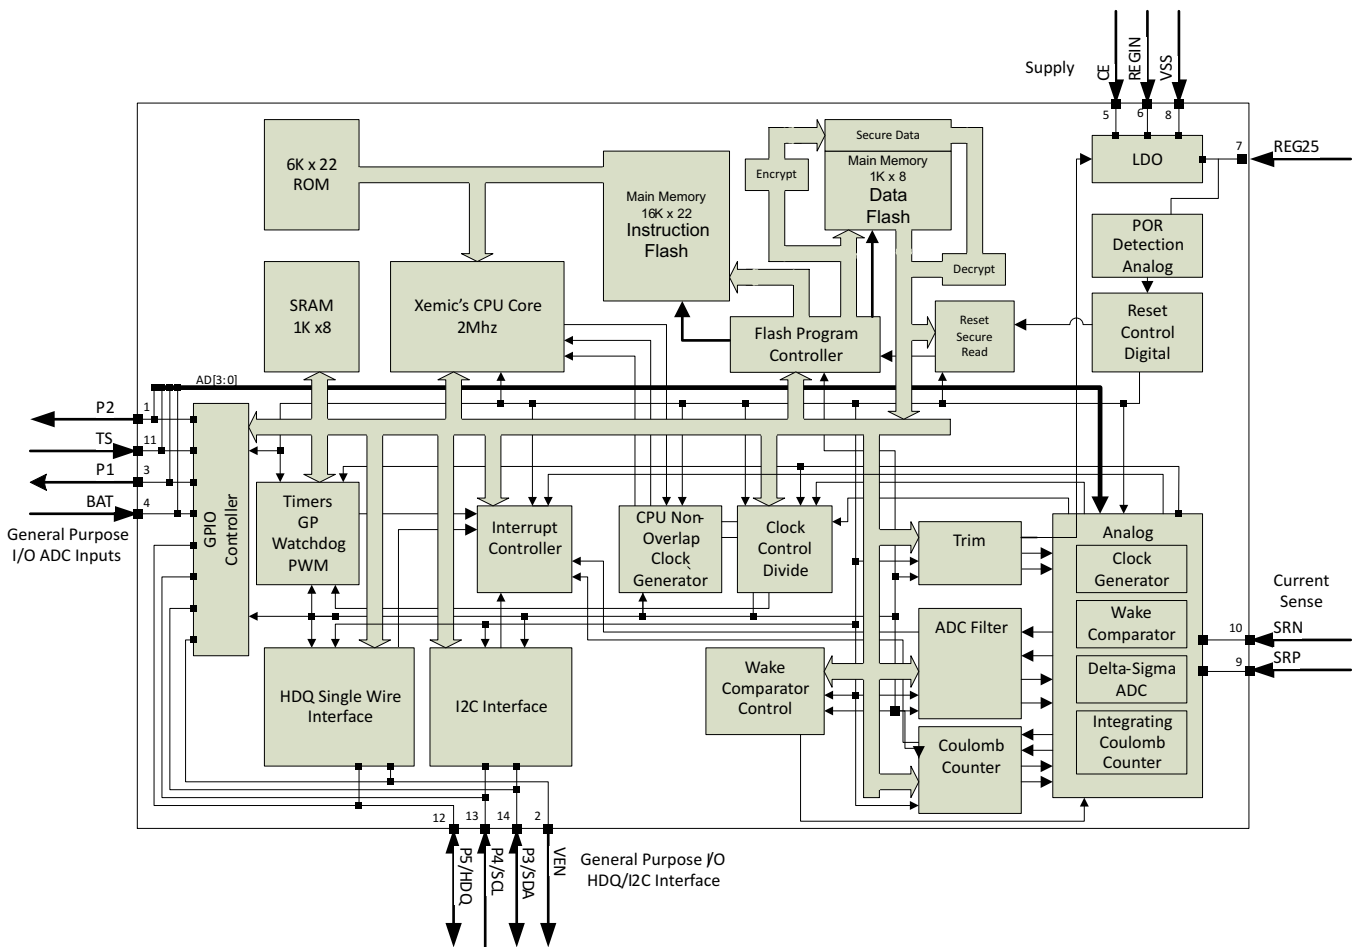 Supply
CE
REGIN
VSS
5
6
8
LDO
7
REG25
6K x 22
ROM
Main Memory
16K x 22
Instruction
Flash
Secure Data
Encrypt
Main Memory
1K x 8
Data
Flash
Decrypt
POR
Detection
Analog
SRAM
1K x8
Xemic's CPU Core
2Mhz
Flash Program
Controller
Reset
Secure
Read
Reset
Control
Digital
AD[3:0]
P2
1
TS
11
P1
3
BAT
4
General Purpose
I/O ADC Inputs
GPIO
Controller
Timers
GP
Watchdog
PWM
Interrupt
Controller
CPU Non-
Overlap
Clock
Generator
Clock
Control
Divide
Trim
Analog
Clock
Generator
Wake
Comparator
Delta-Sigma
ADC
Integrating
Coulomb
Counter
Current
Sense
10
SRN
9
SRP
ADC Filter
Wake
Comparator
Control
Coulomb
Counter
HDQ Single Wire
Interface
I2C Interface
12
13
14
2
P5/HDQ
P4/SCL
P3/SDA
VEN
General Purpose I/O
HDQ/I2C Interface